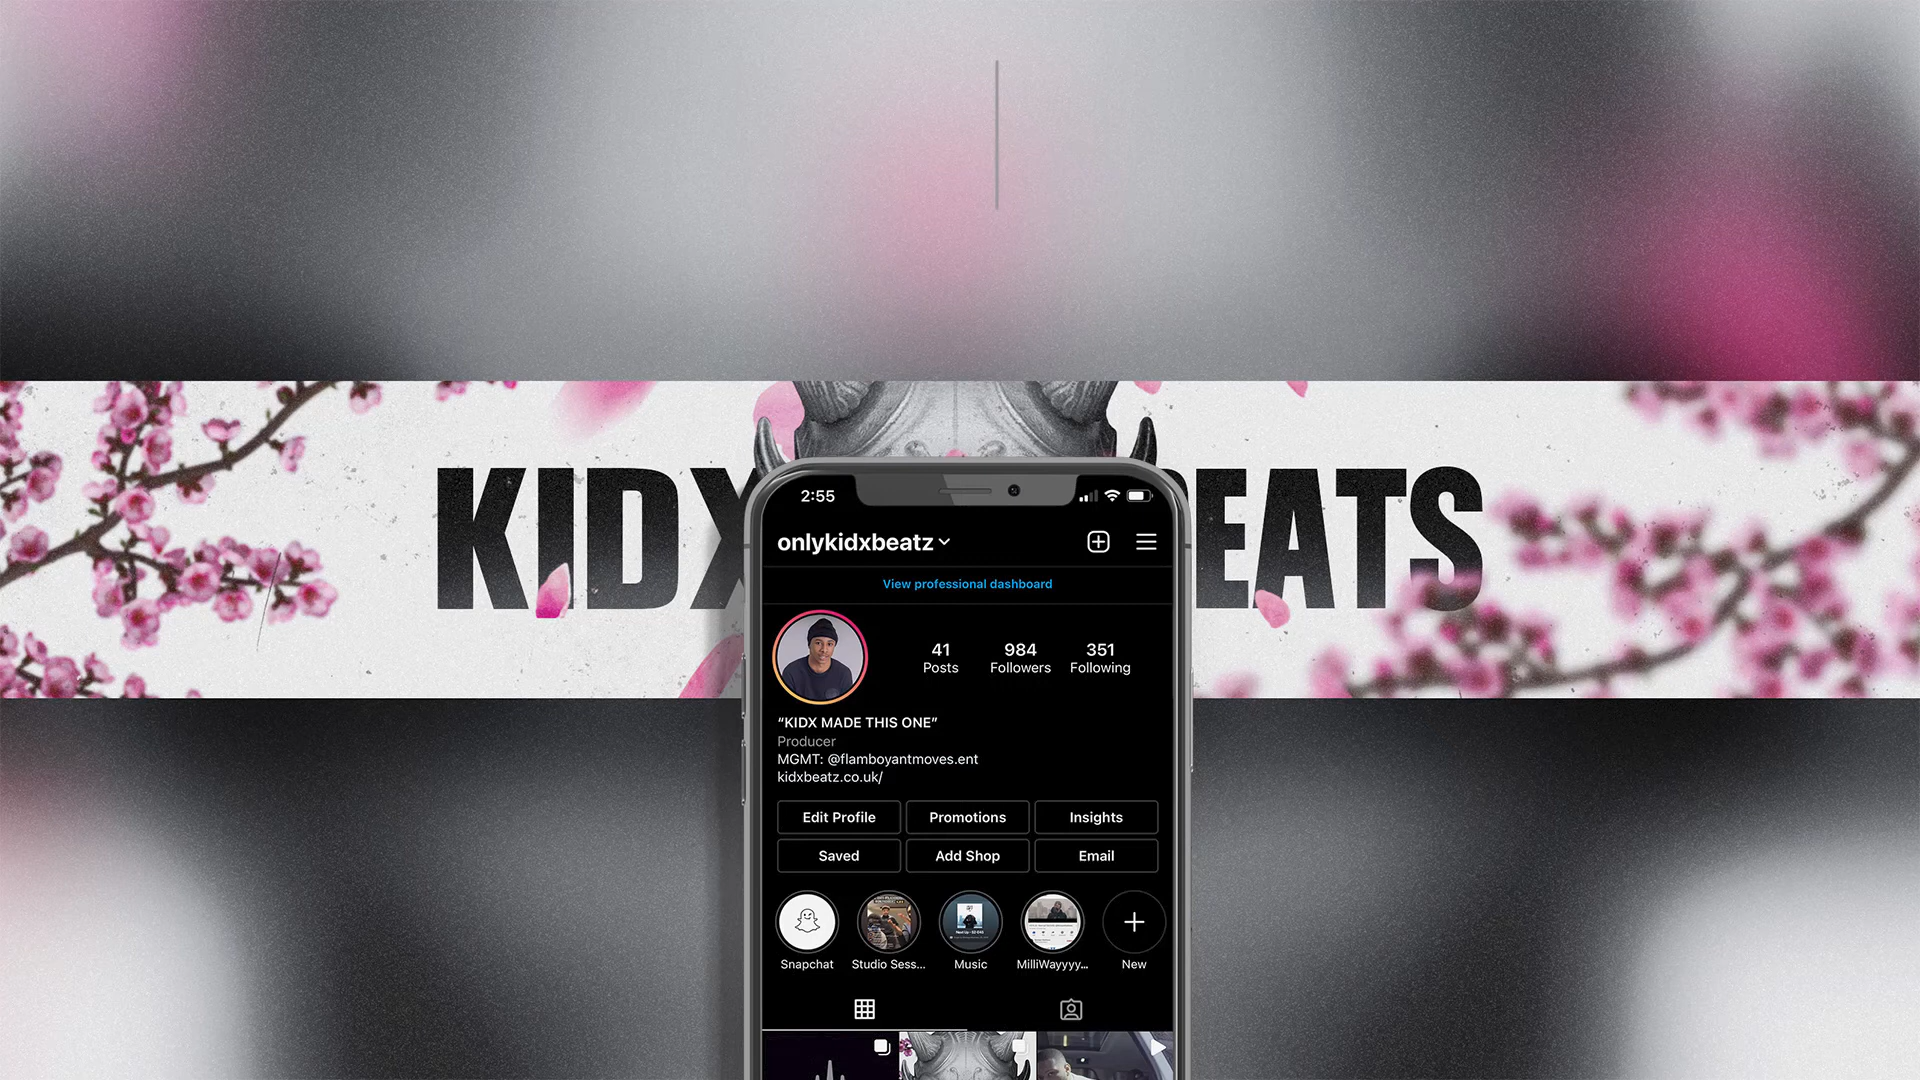 KIDX BEATS
2:55
onlykidxbeatz
View professional dashboard
41 984 351
Posts Followers Following
“KIDX MADE THIS ONE”
Producer
MGMT: @flamboyantmoves.ent
kidxbeatz.co.uk/
Edit Profile Promotions Insights
Saved Add Shop Email
Snapchat Studio Sess... Music MilliWayyyy... New